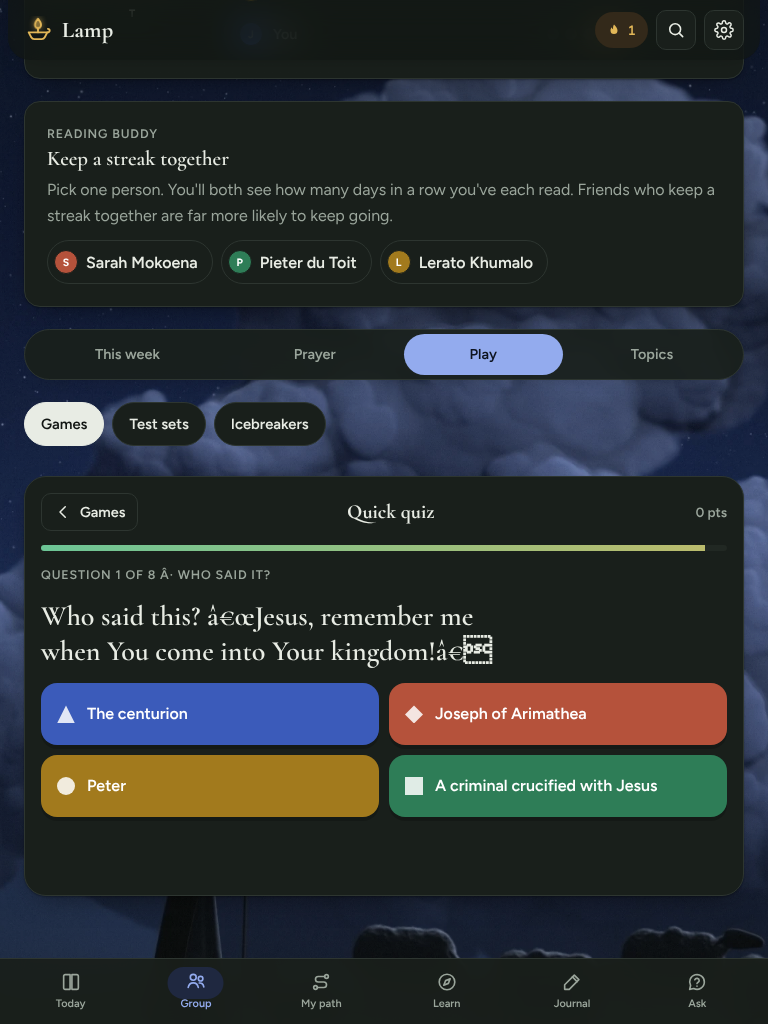 Lamp
1
READING BUDDY
Keep a streak together
Pick one person. You'll both see how many days in a row you've each read. Friends who keep a
streak together are far more likely to keep going.
S Sarah Mokoena P Pieter du Toit L Lerato Khumalo
This week Prayer Play Topics
Games Test sets Icebreakers
Games Quick quiz 0 pts
QUESTION 1 OF 8 Â· WHO SAID IT?
Who said this? â€œJesus, remember me
when You come into Your kingdom!â€
The centurion Joseph of Arimathea
Peter A criminal crucified with Jesus
Today Group My path Learn Journal Ask